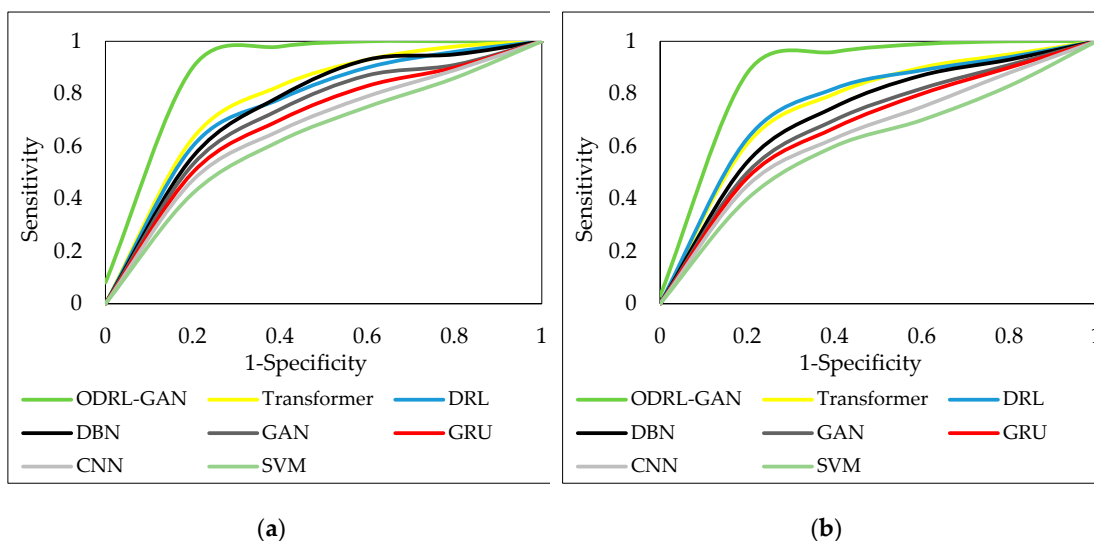 1
0.8
0.6
0.4
0.2
0
Sensitivity
0 0.2 0.4 0.6 0.8 1
1-Specificity
ODRL-GAN Transformer DRL
DBN GAN GRU
CNN SVM
(a)
1
0.8
0.6
0.4
0.2
0
Sensitivity
0 0.2 0.4 0.6 0.8 1
1-Specificity
ODRL-GAN Transformer DRL
DBN GAN GRU
CNN SVM
(b)